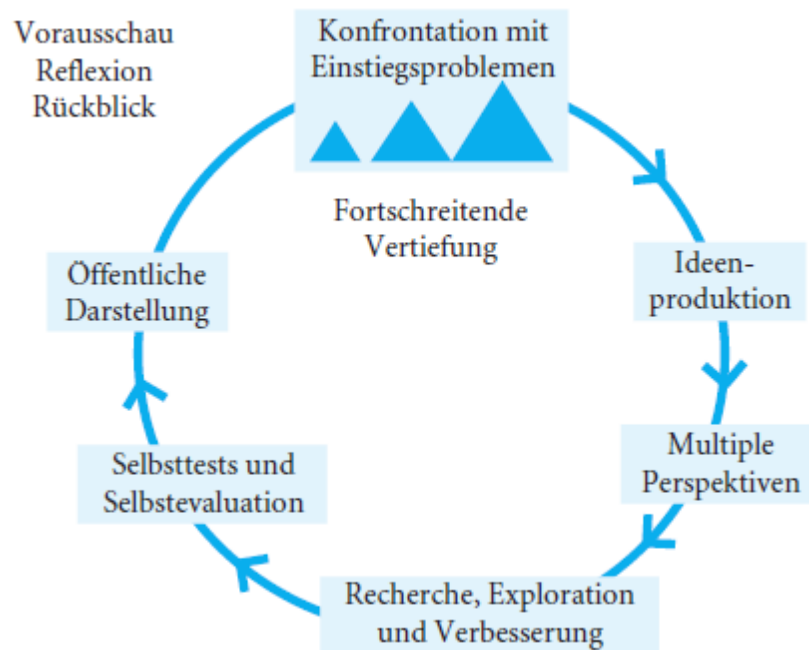 Vorausschau
Reflexion
Rückblick
Konfrontation mit
Einstiegsproblemen
Fortschreitende
Vertiefung
Ideen-
produktion
Multiple
Perspektiven
Recherche, Exploration
und Verbesserung
Selbsttests und
Selbstevaluation
Öffentliche
Darstellung